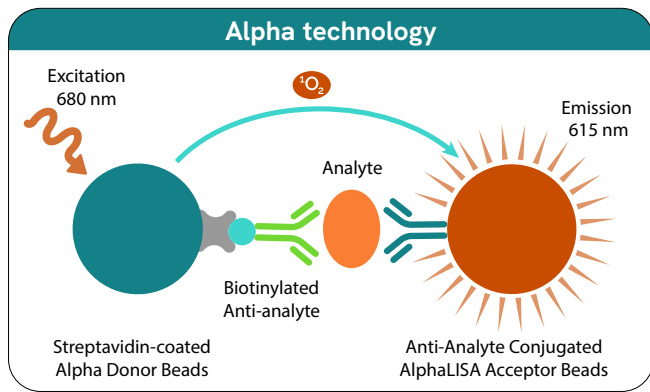 Alpha technology
Excitation
680 nm
¹O₂
Emission
615 nm
Analyte
Biotinylated
Anti-analyte
Streptavidin-coated
Alpha Donor Beads
Anti-Analyte Conjugated
AlphaLISA Acceptor Beads